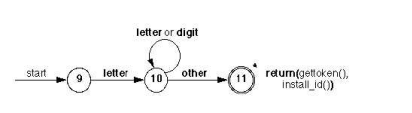 letter or digit
start
9
letter
10
other
11
*
return(gettoken(),
install_id())